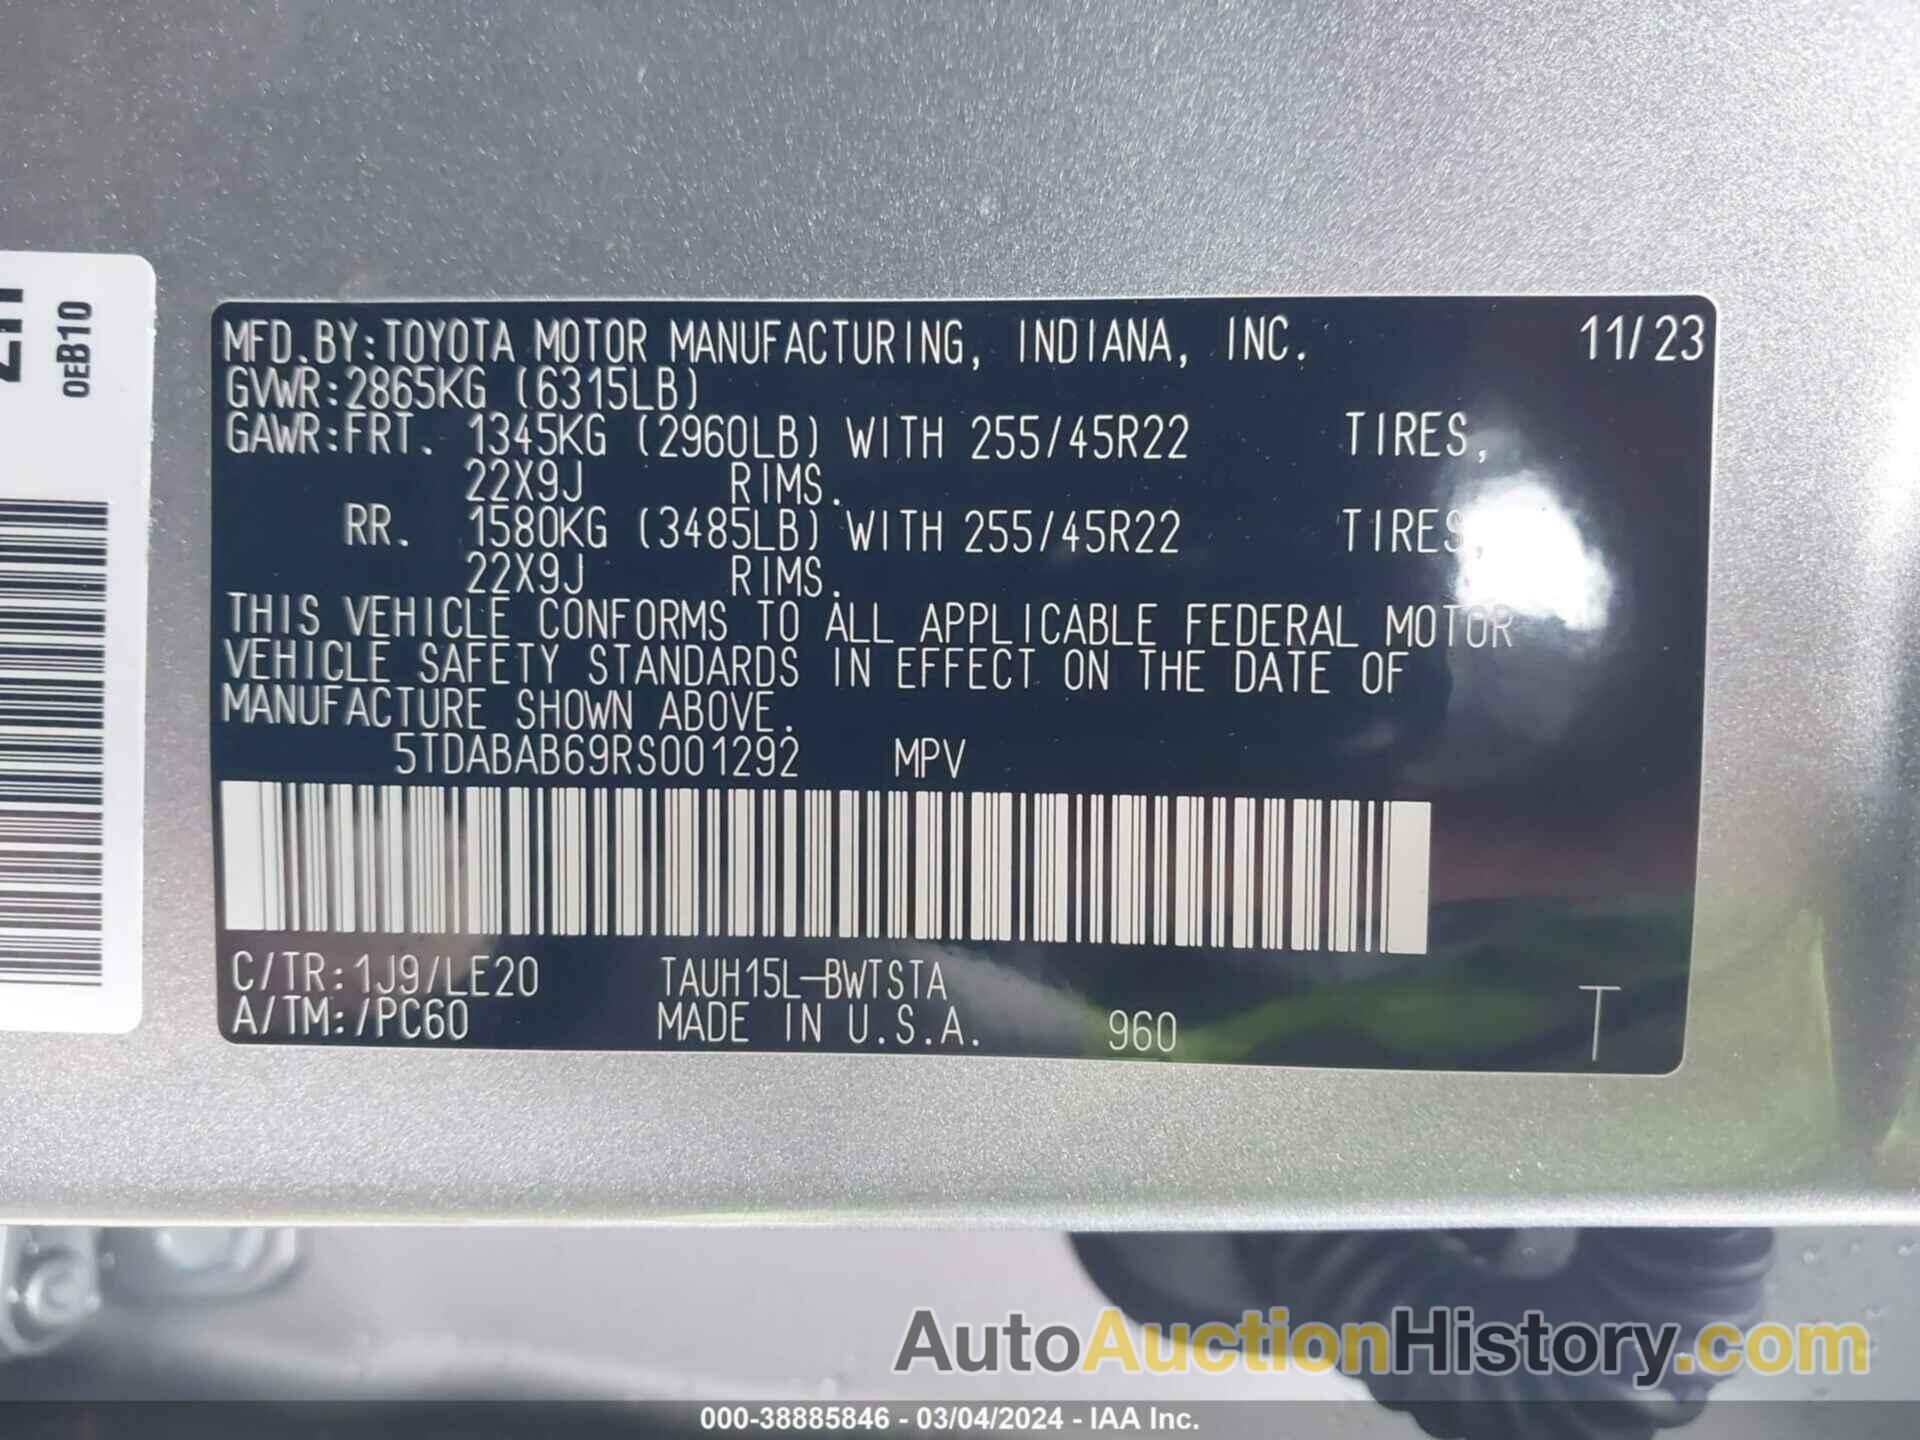 0EB10
MFD.BY:TOYOTA MOTOR MANUFACTURING, INDIANA, INC. 11/23
GVWR:2865KG (6315LB)
GAWR:FRT. 1345KG (2960LB) WITH 255/45R22 TIRES,
22X9J RIMS.
RR. 1580KG (3485LB) WITH 255/45R22 TIRES,
22X9J RIMS.
THIS VEHICLE CONFORMS TO ALL APPLICABLE FEDERAL MOTOR
VEHICLE SAFETY STANDARDS IN EFFECT ON THE DATE OF
MANUFACTURE SHOWN ABOVE.
5TDABAB69RS001292 MPV
C/TR:1J9/LE20 TAUH15L-BWTSTA
A/TM:/PC60 MADE IN U.S.A. 960 T
AutoAuctionHistory.com
000-38885846 - 03/04/2024 - IAA Inc.